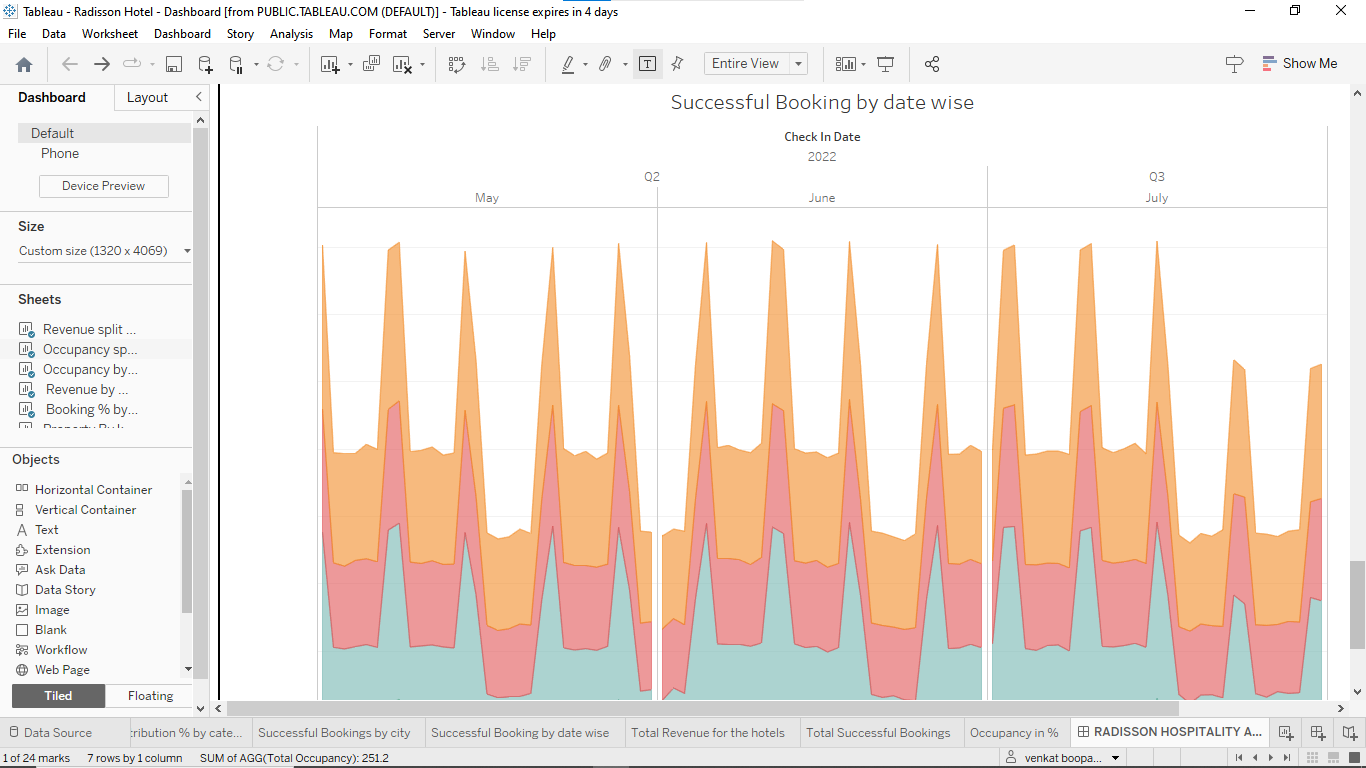 Tableau - Radisson Hotel - Dashboard [from PUBLIC.TABLEAU.COM (DEFAULT)] - Tableau license expires in 4 days
File Data Worksheet Dashboard Story Analysis Map Format Server Window Help
T Entire View Show Me
Dashboard Layout
Default
Phone
Device Preview
Size
Custom size (1320 x 4069)
Sheets
Revenue split ...
Occupancy sp...
Occupancy by...
Revenue by ...
Booking % by...
Objects
Horizontal Container
Vertical Container
A Text
Extension
Ask Data
Data Story
Image
Blank
Workflow
Web Page
Tiled Floating
Successful Booking by date wise
Check In Date
2022
Q2 Q3
May June July
Data Source tribution % by cate... Successful Bookings by city Successful Booking by date wise Total Revenue for the hotels Total Successful Bookings Occupancy in % RADISSON HOSPITALITY A...
1 of 24 marks 7 rows by 1 column SUM of AGG(Total Occupancy): 251.2 venkat boopa...